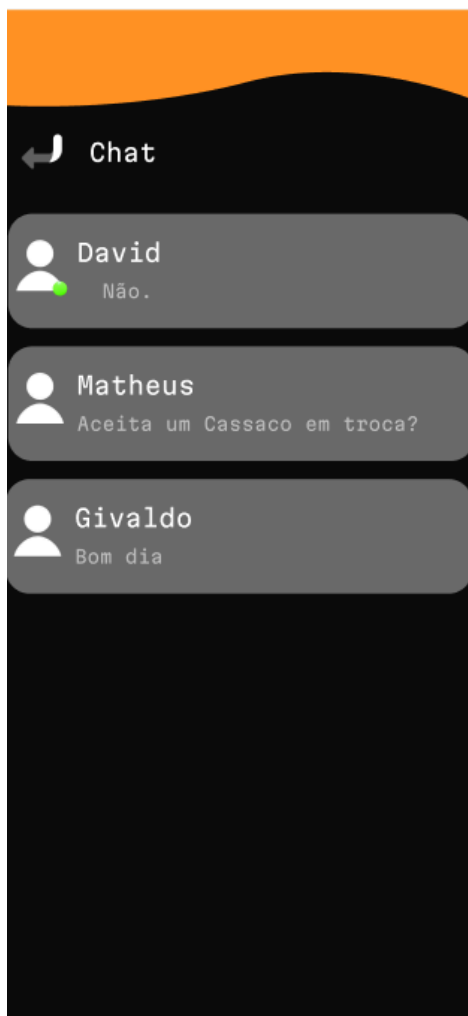 Chat
David
Não.
Matheus
Aceita um Cassaco em troca?
Givaldo
Bom dia